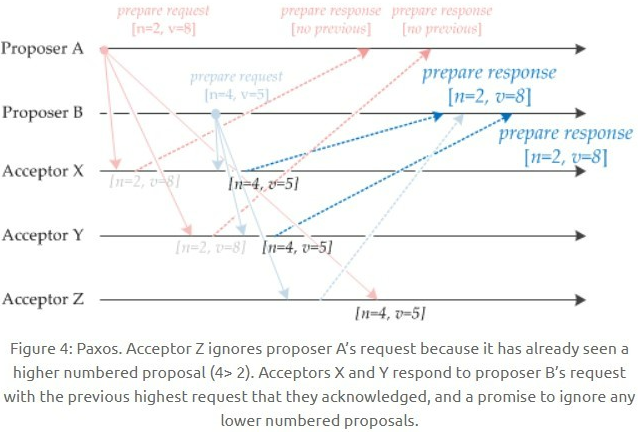 prepare request
[n=2, v=8]
prepare response
[no previous]
prepare response
[no previous]
Proposer A
prepare request
[n=4, v=5]
prepare response
[n=2, v=8]
Proposer B
prepare response
[n=2, v=8]
Acceptor X
[n=2, v=8]
[n=4, v=5]
Acceptor Y
[n=2, v=8]
[n=4, v=5]
Acceptor Z
[n=4, v=5]
Figure 4: Paxos. Acceptor Z ignores proposer A’s request because it has already seen a
higher numbered proposal (4> 2). Acceptors X and Y respond to proposer B’s request
with the previous highest request that they acknowledged, and a promise to ignore any
lower numbered proposals.